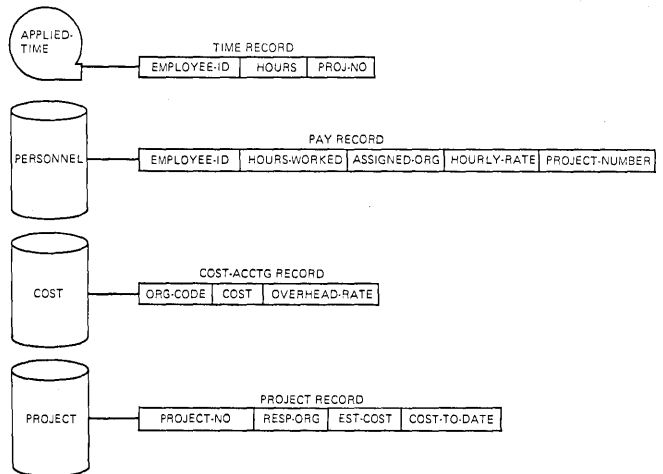 APPLIED-
TIME
TIME RECORD
EMPLOYEE-ID HOURS PROJ-NO
PERSONNEL
PAY RECORD
EMPLOYEE-ID HOURS-WORKED ASSIGNED-ORG HOURLY-RATE PROJECT-NUMBER
COST
COST-ACCTG RECORD
ORG-CODE COST OVERHEAD-RATE
PROJECT
PROJECT RECORD
PROJECT-NO RESP-ORG EST-COST COST-TO-DATE